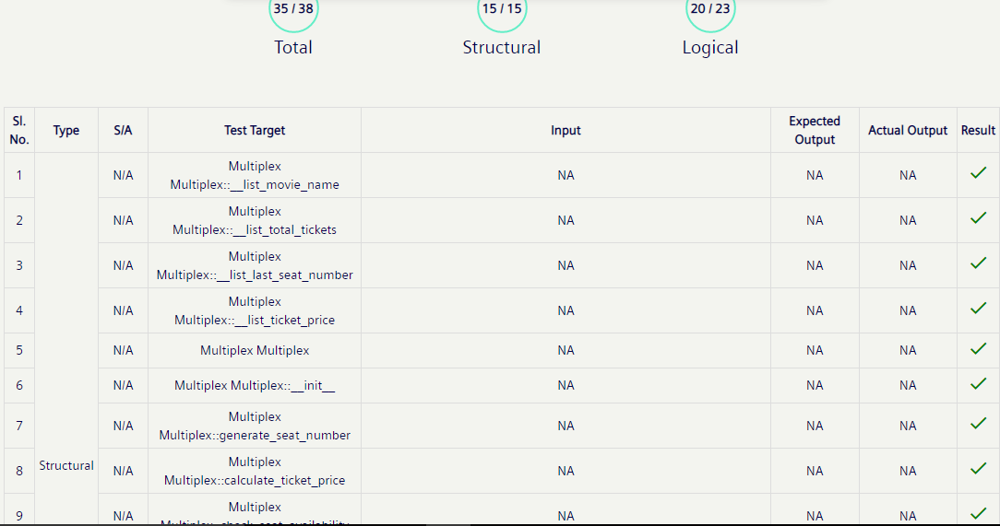 35 / 38
15 / 15
20 / 23
Total
Structural
Logical
Sl. No.
Type
S/A
Test Target
Input
Expected Output
Actual Output
Result
1
N/A
Multiplex
Multiplex::__list_movie_name
NA
NA
NA
2
N/A
Multiplex
Multiplex::__list_total_tickets
NA
NA
NA
3
N/A
Multiplex
Multiplex::__list_last_seat_number
NA
NA
NA
4
N/A
Multiplex
Multiplex::__list_ticket_price
NA
NA
NA
5
N/A
Multiplex Multiplex
NA
NA
NA
6
N/A
Multiplex Multiplex::__init__
NA
NA
NA
7
N/A
Multiplex
Multiplex::generate_seat_number
NA
NA
NA
Structural
8
N/A
Multiplex
Multiplex::calculate_ticket_price
NA
NA
NA
9
N/A
Multiplex
Multiplex::check_seat_availability
NA
NA
NA